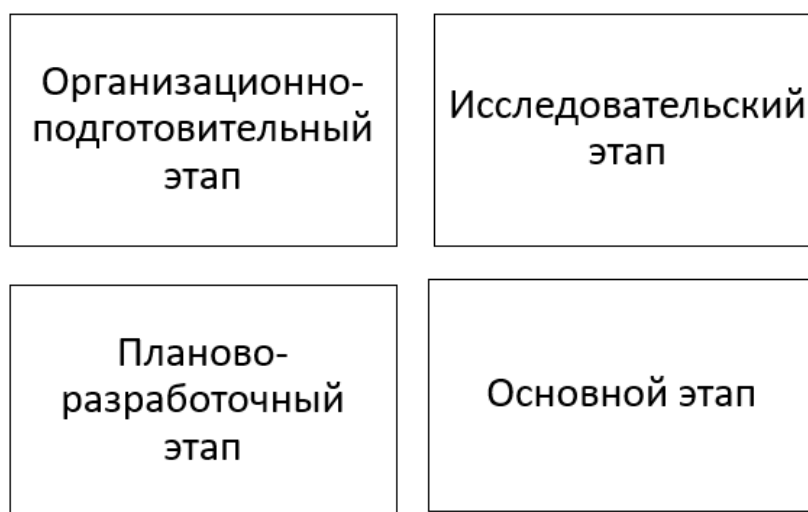 Организационно-
подготовительный
этап
Исследовательский
этап
Планово-
разработочный
этап
Основной этап